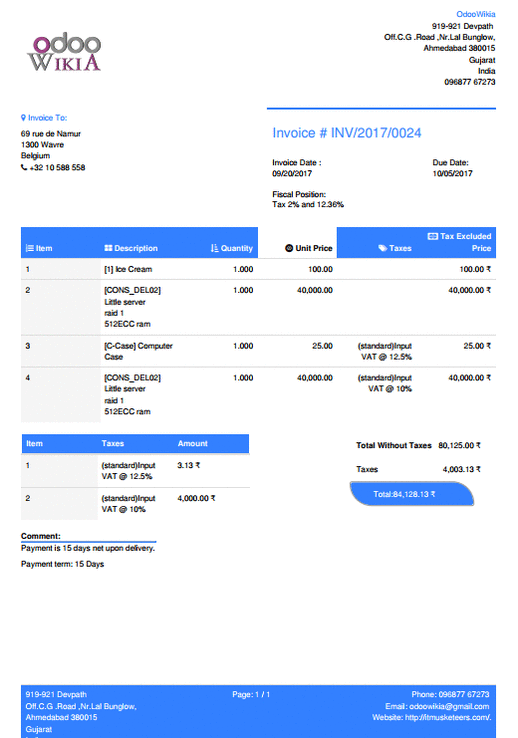 odoo
WIKIA
OdooWikia
919-921 Devpath
Off.C.G .Road ,Nr.Lal Bunglow,
Ahmedabad 380015
Gujarat
India
096877 67273
Invoice To:
69 rue de Namur
1300 Wavre
Belgium
+32 10 588 558
Invoice # INV/2017/0024
Invoice Date : Due Date:
09/20/2017 10/05/2017
Fiscal Position:
Tax 2% and 12.36%
Item Description Quantity Unit Price Taxes Tax Excluded Price
1 [1] Ice Cream 1.000 100.00 100.00 ₹
2 [CONS_DEL02] 1.000 40,000.00 40,000.00 ₹
Little server
raid 1
512ECC ram
3 [C-Case] Computer 1.000 25.00 (standard)Input 25.00 ₹
Case VAT @ 12.5%
4 [CONS_DEL02] 1.000 40,000.00 (standard)Input 40,000.00 ₹
Little server VAT @ 10%
raid 1
512ECC ram
Item Taxes Amount
1 (standard)Input 3.13 ₹
VAT @ 12.5%
2 (standard)Input 4,000.00 ₹
VAT @ 10%
Total Without Taxes 80,125.00 ₹
Taxes 4,003.13 ₹
Total:84,128.13 ₹
Comment:
Payment is 15 days net upon delivery.
Payment term: 15 Days
919-921 Devpath Page: 1 / 1 Phone: 096877 67273
Off.C.G .Road ,Nr.Lal Bunglow, Email: odoowikia@gmail.com
Ahmedabad 380015 Website: http://itmusketeers.com/.
Gujarat